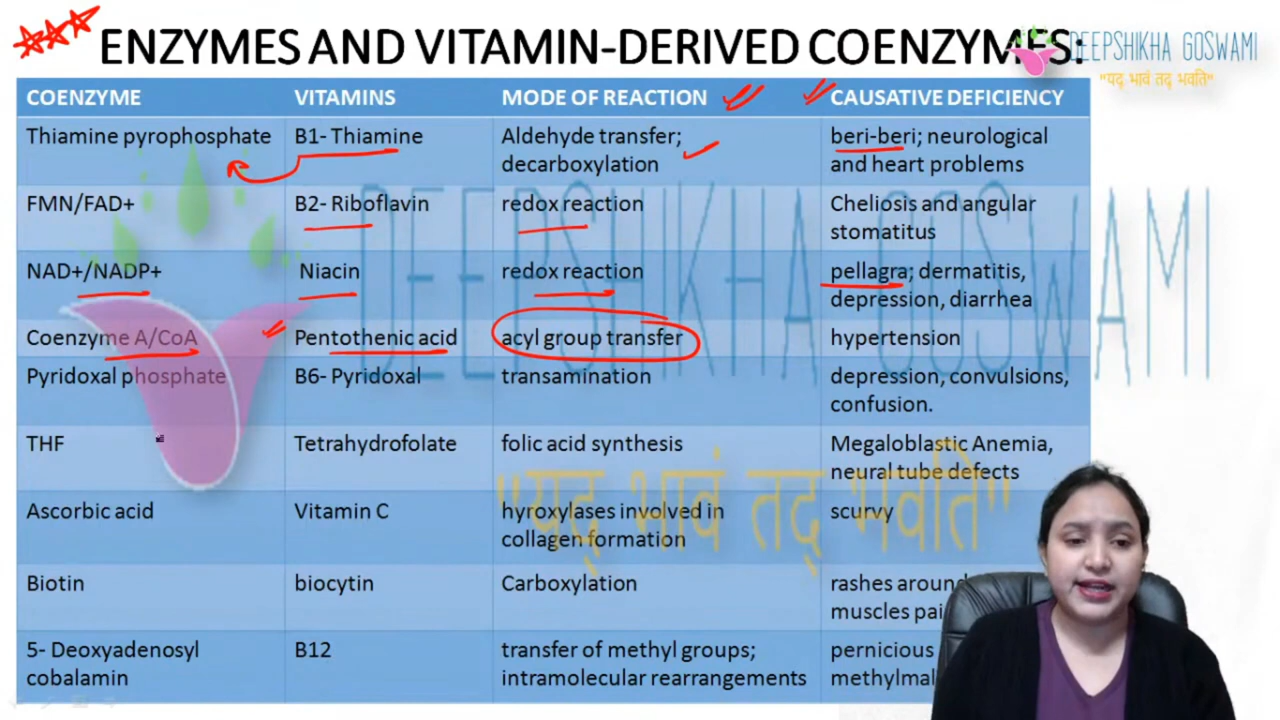 ENZYMES AND VITAMIN-DERIVED COENZYMES:
DEEPSHIKHA GOSWAMI
"यद् भावं तद् भवति"
COENZYME VITAMINS MODE OF REACTION CAUSATIVE DEFICIENCY
Thiamine pyrophosphate B1- Thiamine Aldehyde transfer; beri-beri; neurological
decarboxylation and heart problems
FMN/FAD+ B2- Riboflavin redox reaction Cheliosis and angular
stomatitus
NAD+/NADP+ Niacin redox reaction pellagra; dermatitis,
depression, diarrhea
Coenzyme A/CoA Pentothenic acid acyl group transfer hypertension
Pyridoxal phosphate B6- Pyridoxal transamination depression, convulsions,
confusion.
THF Tetrahydrofolate folic acid synthesis Megaloblastic Anemia,
neural tube defects
Ascorbic acid Vitamin C hyroxylases involved in scurvy
collagen formation
Biotin biocytin Carboxylation rashes around
muscles
5- Deoxyadenosyl B12 transfer of methyl groups; pernicious
cobalamin intramolecular rearrangements
DEEPSHIKHA GOSWAMI
"यद् भावं तद् भवति"